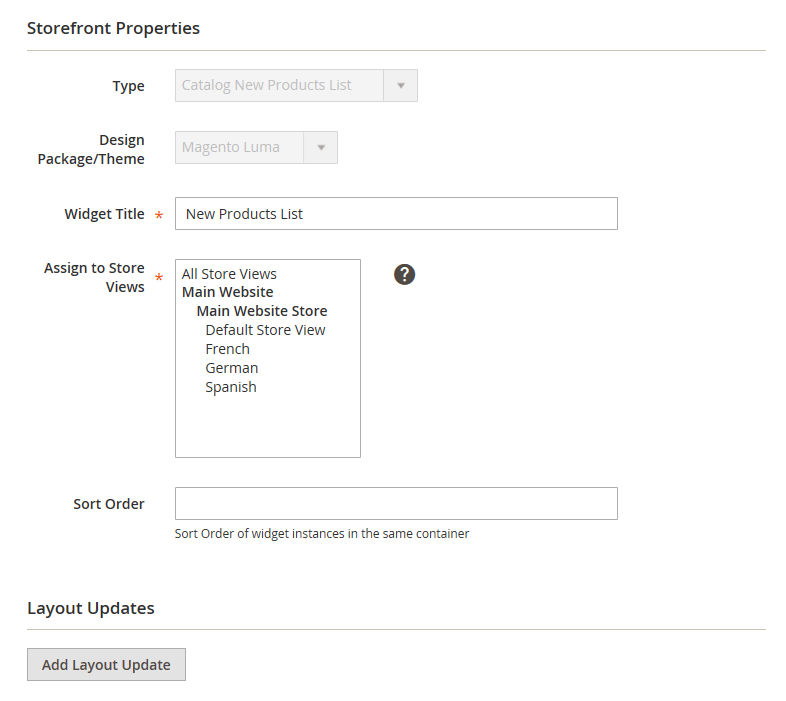 Storefront Properties
Type
Catalog New Products List
Design
Package/Theme
Magento Luma
Widget Title *
New Products List
Assign to Store
Views *
All Store Views
Main Website
Main Website Store
Default Store View
French
German
Spanish
?
Sort Order
Sort Order of widget instances in the same container
Layout Updates
Add Layout Update